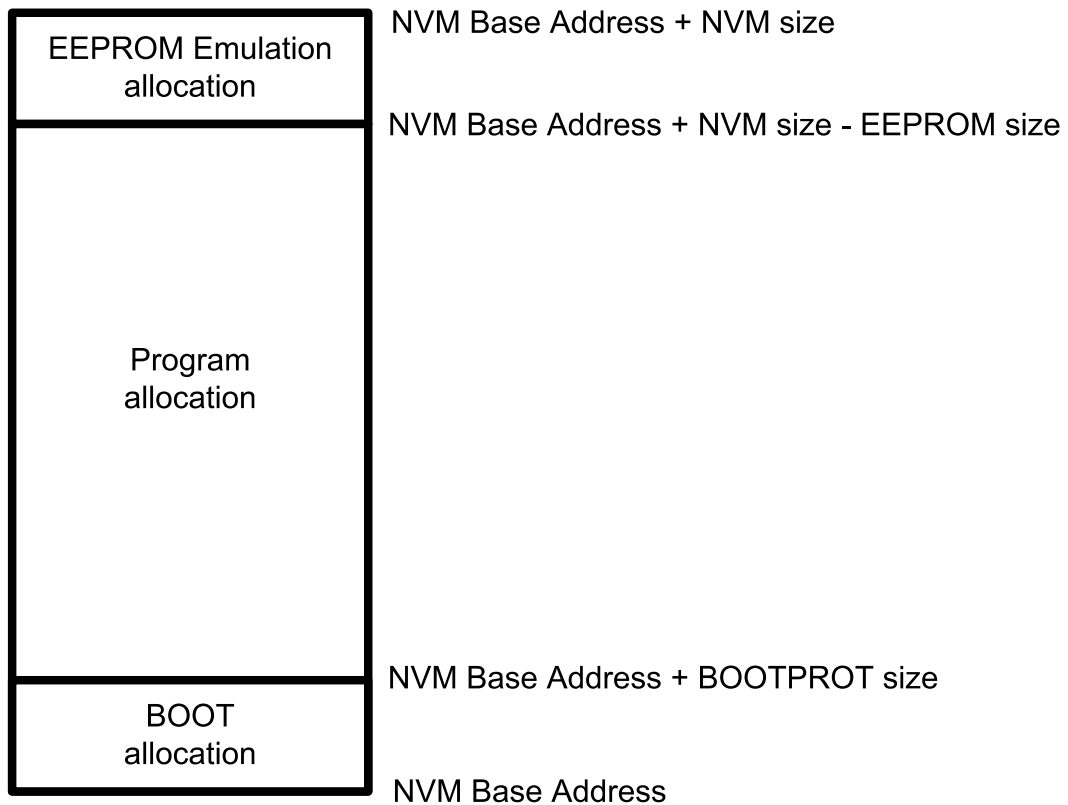 NVM Base Address + NVM size
EEPROM Emulation
allocation
NVM Base Address + NVM size - EEPROM size
Program
allocation
NVM Base Address + BOOTPROT size
BOOT
allocation
NVM Base Address